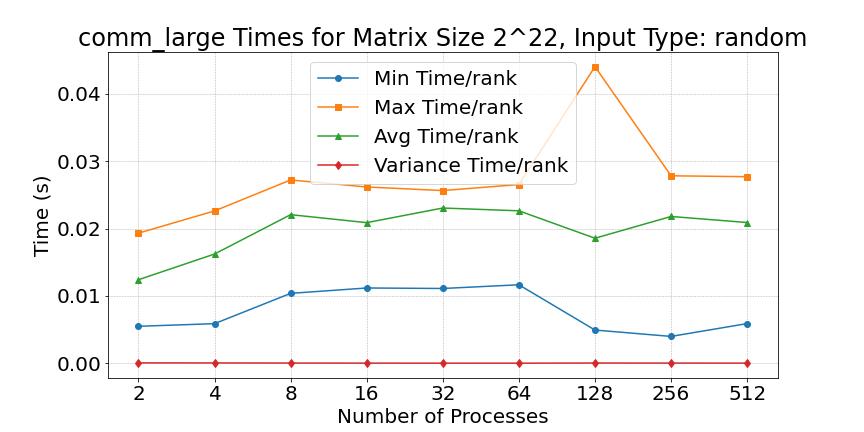 comm_large Times for Matrix Size 2^22, Input Type: random
Min Time/rank
Max Time/rank
Avg Time/rank
Variance Time/rank
Time (s)
0.04
0.03
0.02
0.01
0.00
2 4 8 16 32 64 128 256 512
Number of Processes